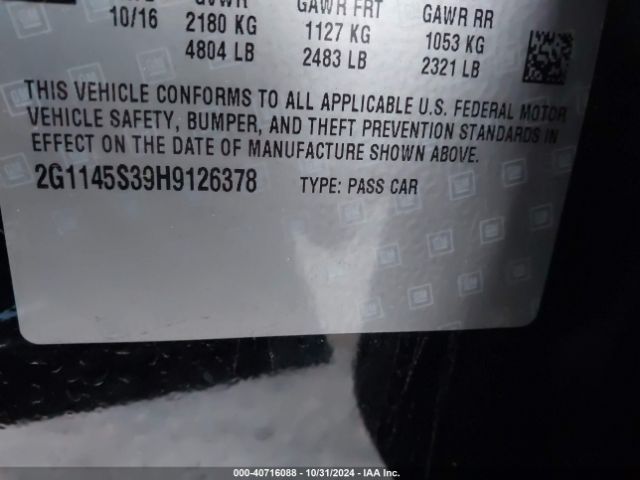 GVWR GAWR FRT GAWR RR
10/16 2180 KG 1127 KG 1053 KG
4804 LB 2483 LB 2321 LB
THIS VEHICLE CONFORMS TO ALL APPLICABLE U.S. FEDERAL MOTOR
VEHICLE SAFETY, BUMPER, AND THEFT PREVENTION STANDARDS IN
EFFECT ON THE DATE OF MANUFACTURE SHOWN ABOVE.
2G1145S39H9126378 TYPE: PASS CAR
000-40716088 - 10/31/2024 - IAA Inc.